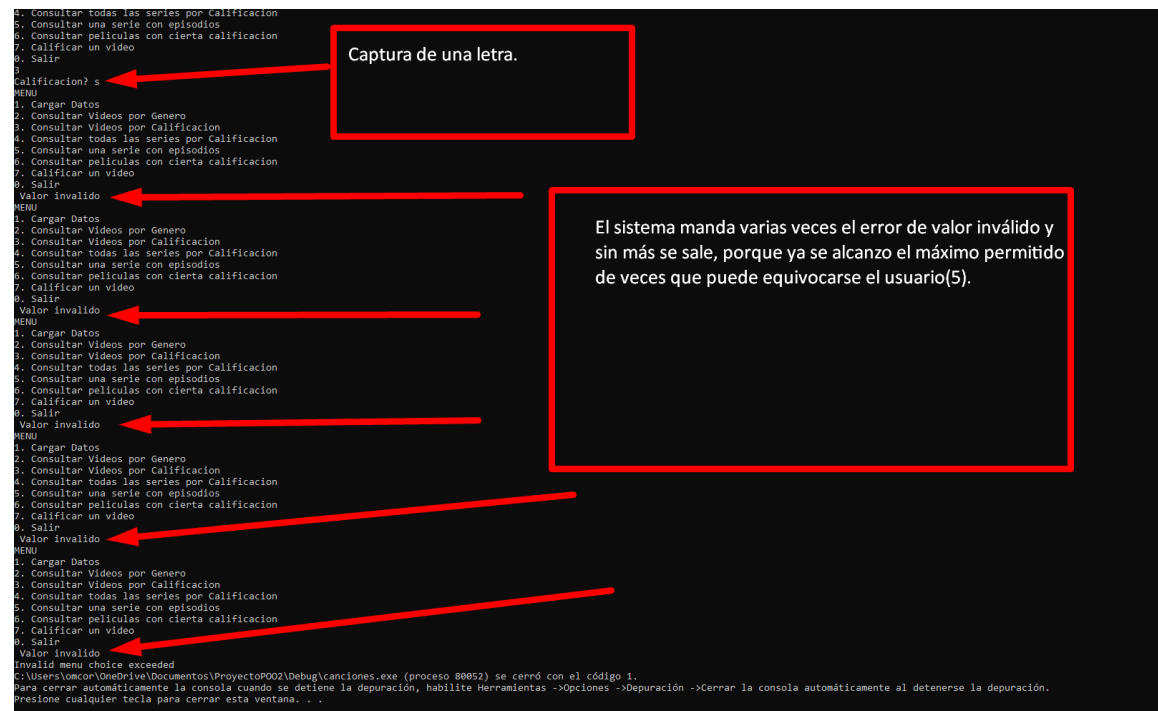 4. Consultar todas las series por Calificacion
5. Consultar una serie con episodios
6. Consultar peliculas con cierta calificacion
7. Calificar un video
0. Salir
3
Calificacion? s
Captura de una letra.
MENU
1. Cargar Datos
2. Consultar Videos por Genero
3. Consultar Videos por Calificacion
4. Consultar todas las series por Calificacion
5. Consultar una serie con episodios
6. Consultar peliculas con cierta calificacion
7. Calificar un video
0. Salir
Valor invalido
El sistema manda varias veces el error de valor inválido y
sin más se sale, porque ya se alcanzo el máximo permitido
de veces que puede equivocarse el usuario(5).
MENU
1. Cargar Datos
2. Consultar Videos por Genero
3. Consultar Videos por Calificacion
4. Consultar todas las series por Calificacion
5. Consultar una serie con episodios
6. Consultar peliculas con cierta calificacion
7. Calificar un video
0. Salir
Valor invalido
MENU
1. Cargar Datos
2. Consultar Videos por Genero
3. Consultar Videos por Calificacion
4. Consultar todas las series por Calificacion
5. Consultar una serie con episodios
6. Consultar peliculas con cierta calificacion
7. Calificar un video
0. Salir
Valor invalido
MENU
1. Cargar Datos
2. Consultar Videos por Genero
3. Consultar Videos por Calificacion
4. Consultar todas las series por Calificacion
5. Consultar una serie con episodios
6. Consultar peliculas con cierta calificacion
7. Calificar un video
0. Salir
Valor invalido
MENU
1. Cargar Datos
2. Consultar Videos por Genero
3. Consultar Videos por Calificacion
4. Consultar todas las series por Calificacion
5. Consultar una serie con episodios
6. Consultar peliculas con cierta calificacion
7. Calificar un video
0. Salir
Valor invalido
Invalid menu choice exceeded
C:\Users\omcor\OneDrive\Documentos\ProyectoPOO2\Debug\canciones.exe (proceso 80052) se cerró con el código 1.
Para cerrar automáticamente la consola cuando se detiene la depuración, habilite Herramientas ->Opciones ->Depuración ->Cerrar la consola automáticamente al detenerse la depuración.
Presione cualquier tecla para cerrar esta ventana. . .